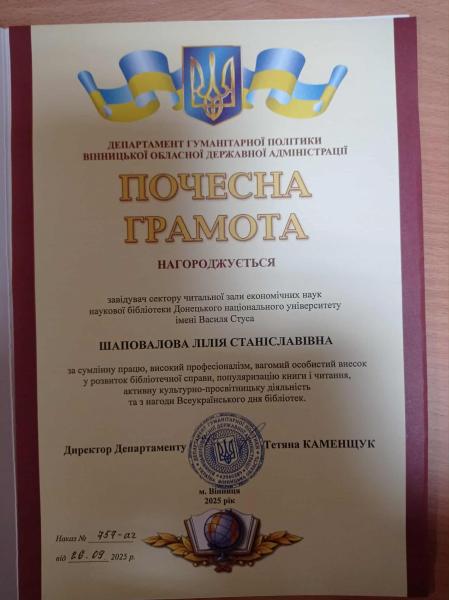 ДЕПАРТАМЕНТ ГУМАНІТАРНОЇ ПОЛІТИКИ
ВІННИЦЬКОЇ ОБЛАСНОЇ ДЕРЖАВНОЇ АДМІНІСТРАЦІЇ
ПОЧЕСНА
ГРАМОТА
НАГОРОДЖУЄТЬСЯ
завідувач сектору читальної зали економічних наук
наукової бібліотеки Донецького національного університету
імені Василя Стуса
ШАПОВАЛОВА ЛІЛІЯ СТАНІСЛАВІВНА
за сумлінну працю, високий професіоналізм, вагомий особистий внесок
у розвиток бібліотечної справи, популяризацію книги і читання,
активну культурно-просвітницьку діяльність
та з нагоди Всеукраїнського дня бібліотек.
Директор Департаменту Тетяна КАМЕНЩУК
м. Вінниця
2025 рік
Наказ № 757-аг
від 26.09 2025 р.